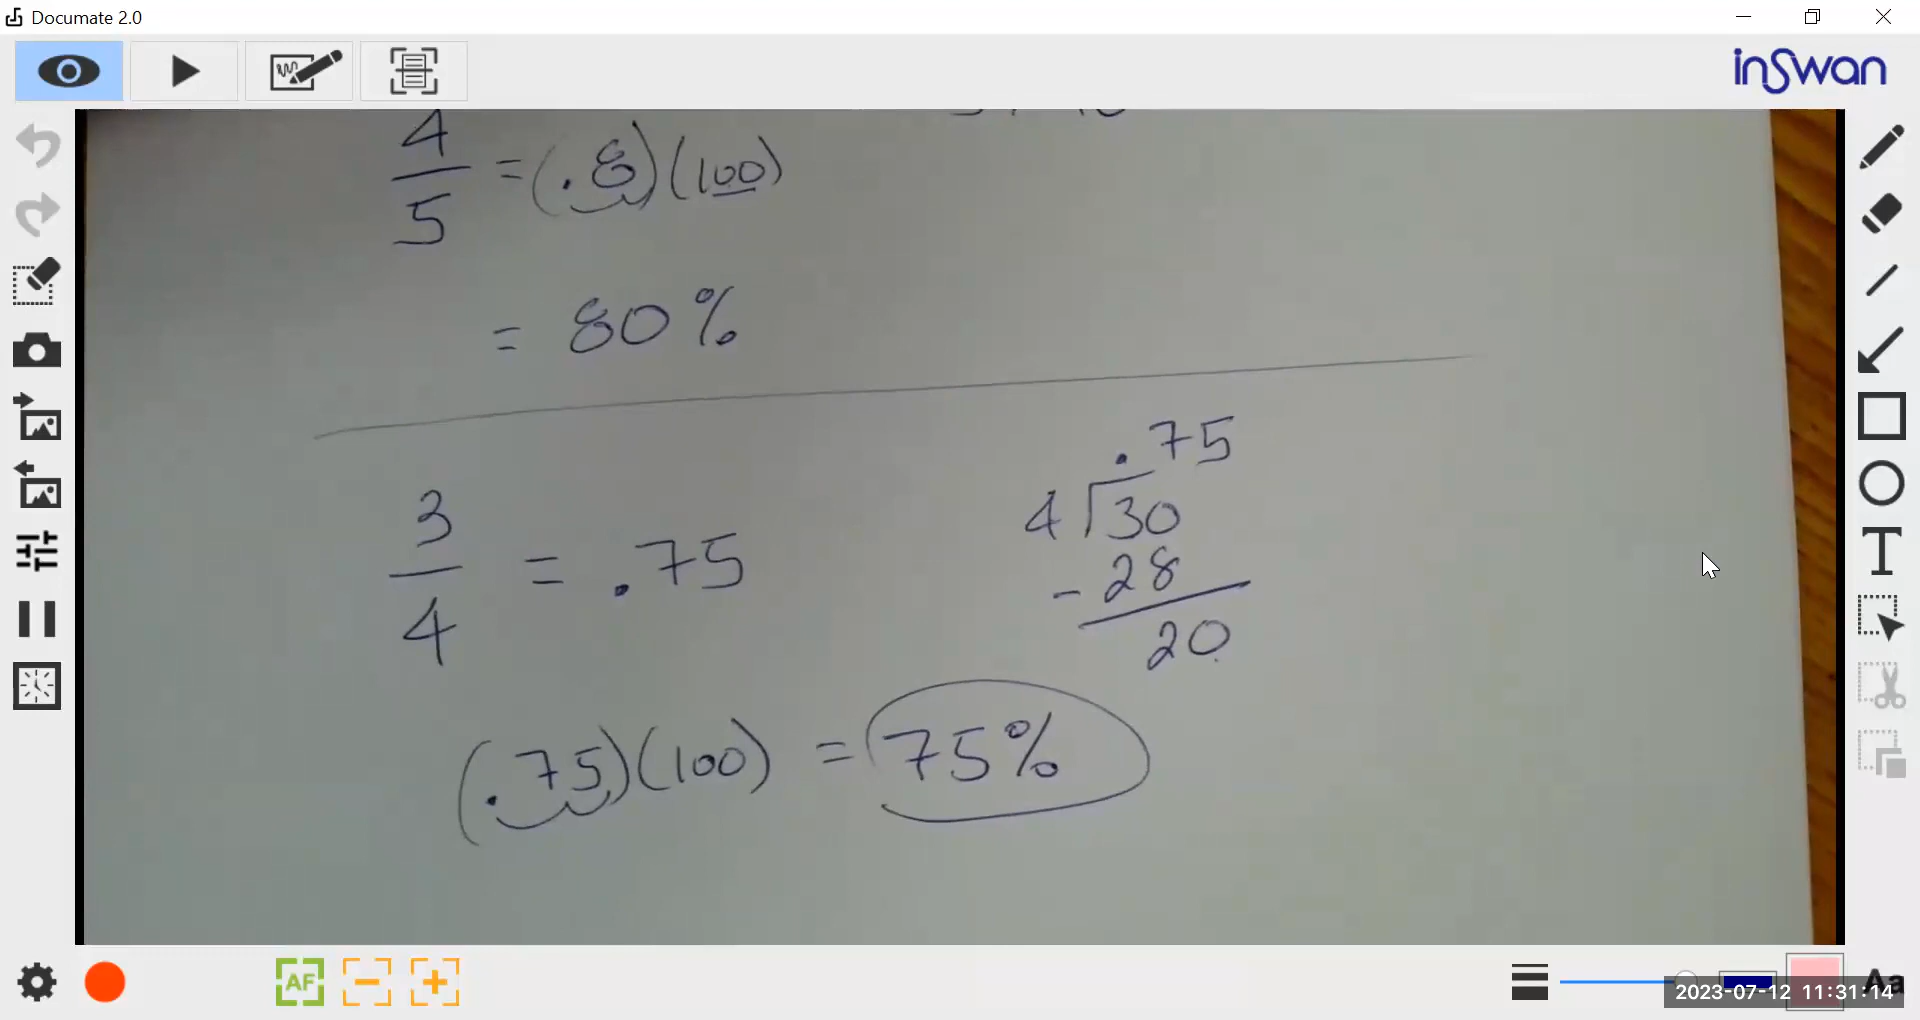 Documate 2.0
inSwan
4/5 = (.8)(100)
= 80%
3/4 = .75
.75
4 30
- 28
20
(.75)(100) = 75%
AF
T
Aa
2023-07-12 11:31:14